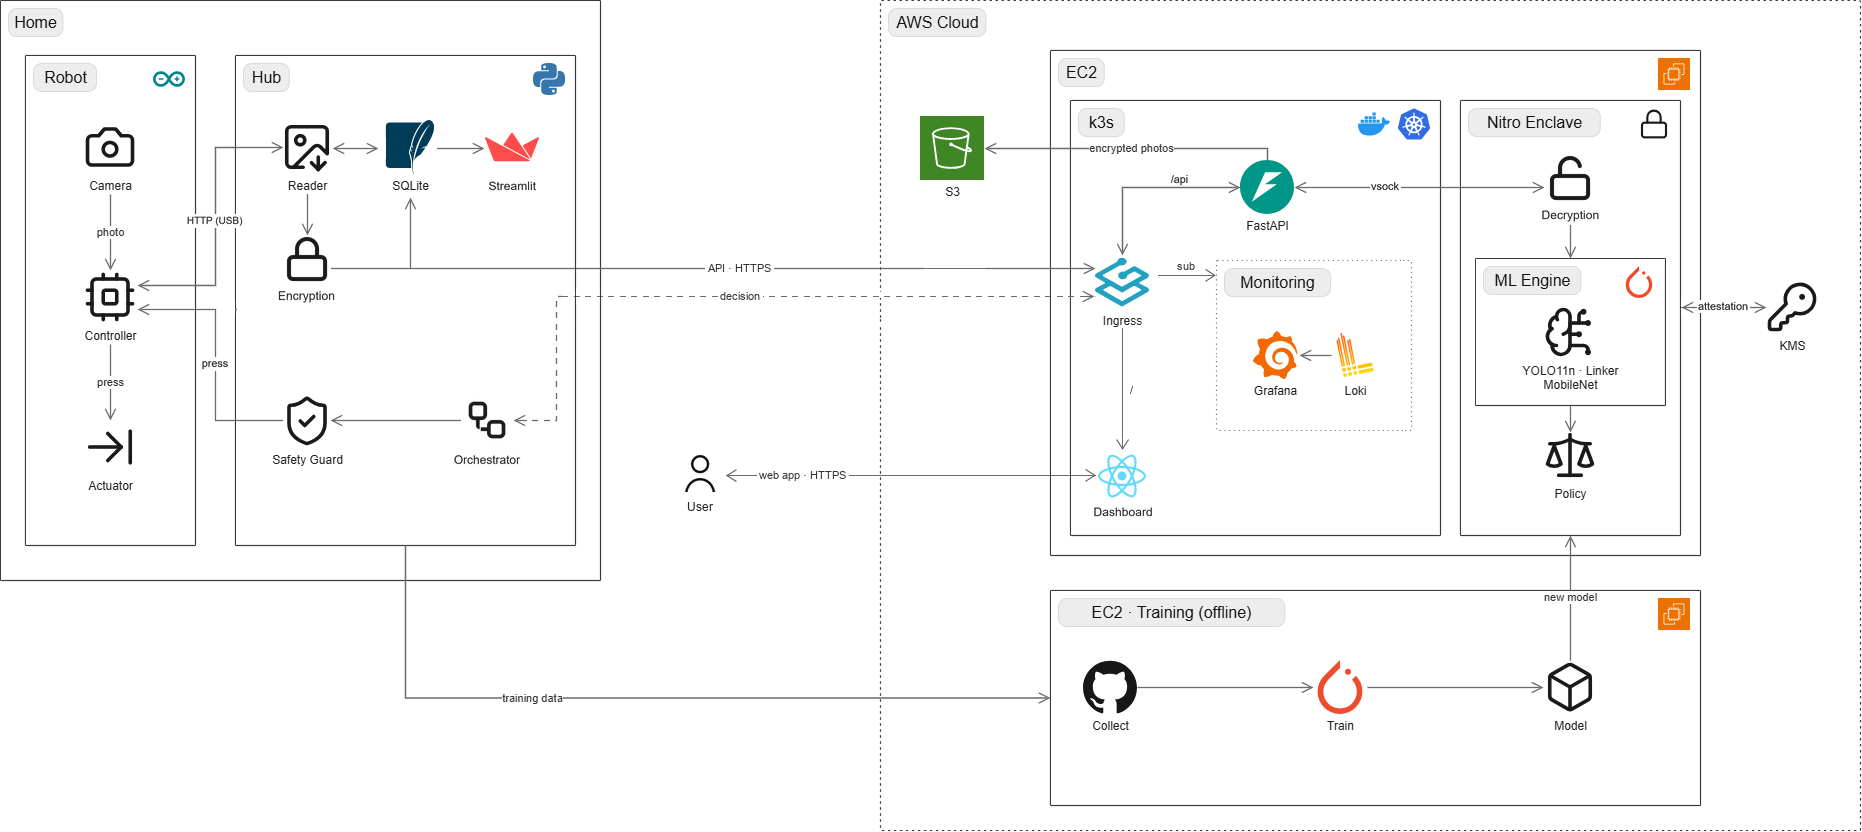 Home
AWS Cloud
Robot
Hub
EC2
k3s
Nitro Enclave
Camera
Reader
SQLite
Streamlit
encrypted photos
S3
/api
vsock
FastAPI
Decryption
photo
HTTP (USB)
Encryption
API · HTTPS
decision
sub
Monitoring
ML Engine
Controller
Ingress
attestation
KMS
press
press
/
Grafana
Loki
YOLO11n · Linker
MobileNet
Safety Guard
Orchestrator
Actuator
User
web app · HTTPS
Dashboard
Policy
new model
EC2 · Training (offline)
training data
Collect
Train
Model